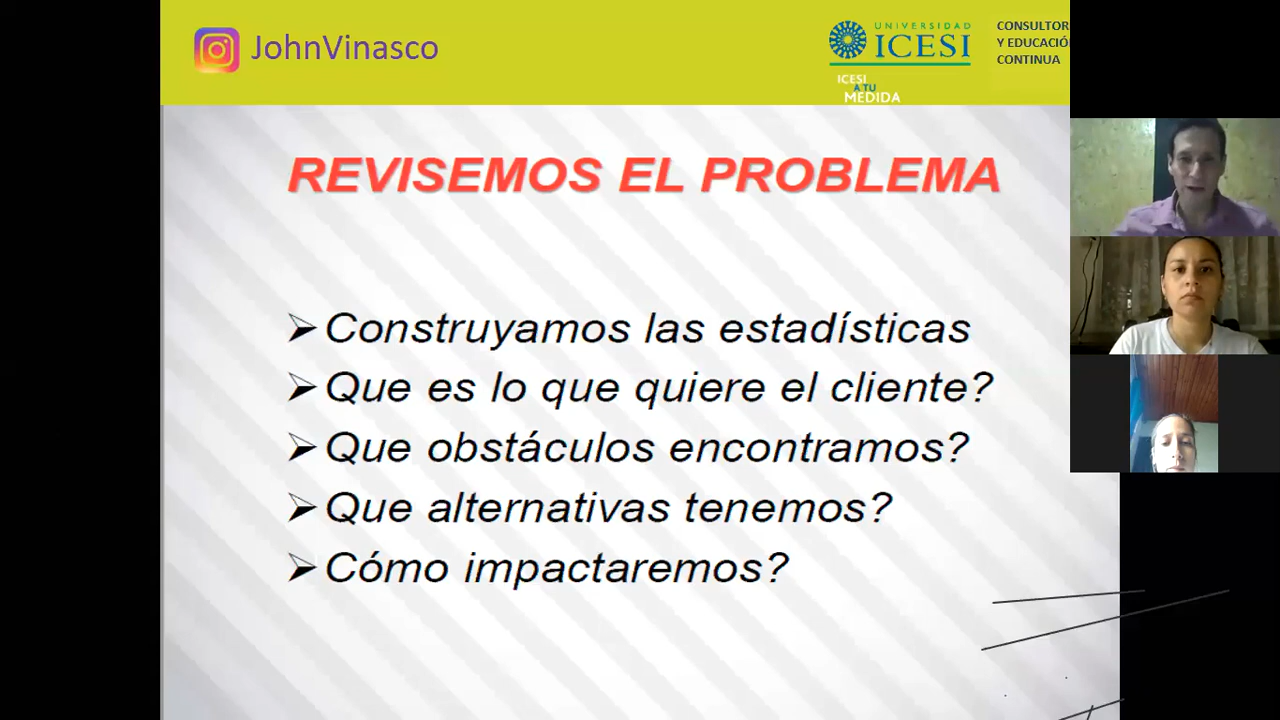 JohnVinasco
UNIVERSIDAD
ICESI
ICESI
A TU
MEDIDA
CONSULTOR
Y EDUCACIÓ
CONTINUA
REVISEMOS EL PROBLEMA
Construyamos las estadísticas
Que es lo que quiere el cliente?
Que obstáculos encontramos?
Que alternativas tenemos?
Cómo impactaremos?